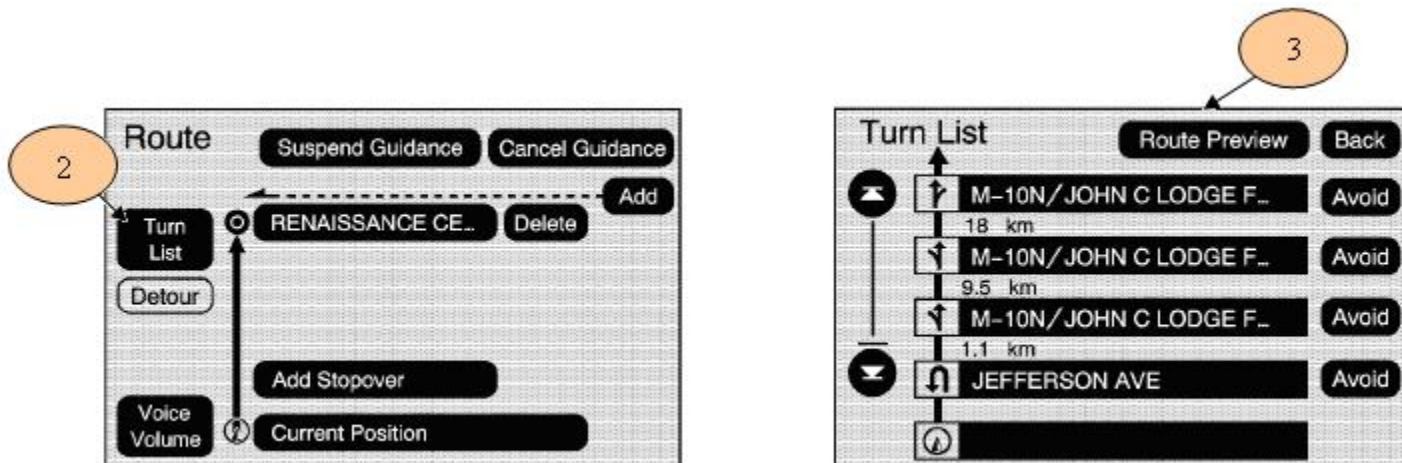 3
2
Route
Suspend Guidance
Cancel Guidance
Add
Turn
List
RENAISSANCE CE...
Delete
Detour
Add Stopover
Voice
Volume
Current Position
Turn List
Route Preview
Back
M-10N/JOHN C LODGE F...
Avoid
18 km
M-10N/JOHN C LODGE F...
Avoid
9.5 km
M-10N/JOHN C LODGE F...
Avoid
1.1 km
JEFFERSON AVE
Avoid